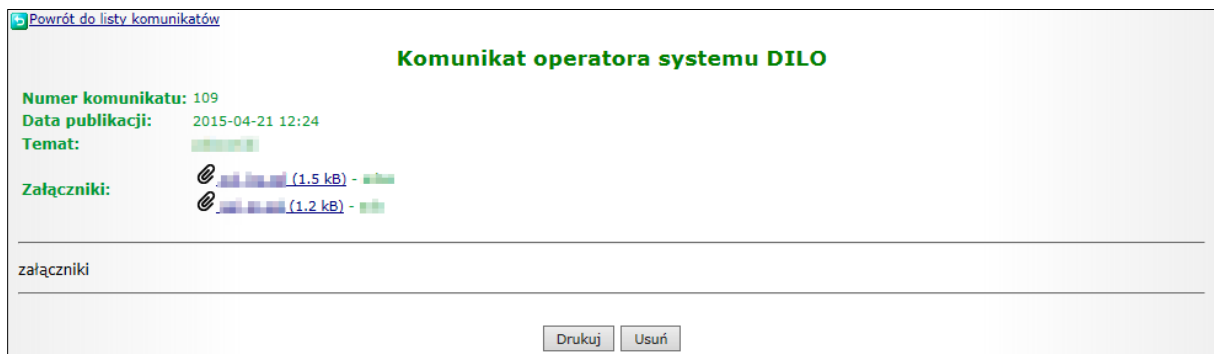 Powrót do listy komunikatów
Komunikat operatora systemu DILO
Numer komunikatu: 109
Data publikacji: 2015-04-21 12:24
Temat:
Załączniki:
(1.5 kB) -
(1.2 kB) -
załączniki
Drukuj Usuń